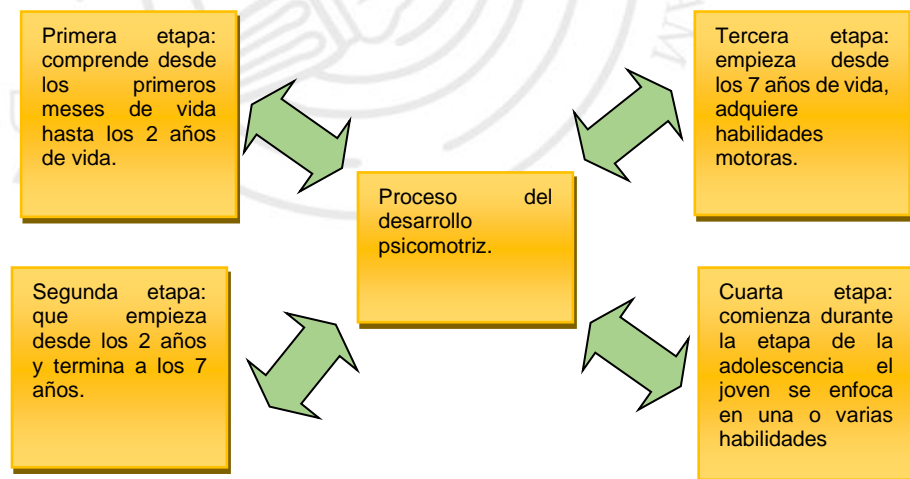 Primera etapa:
comprende desde
los primeros
meses de vida
hasta los 2 años
de vida.
Tercera etapa:
empieza desde
los 7 años de vida,
adquiere
habilidades
motoras.
Proceso del
desarrollo
psicomotriz.
Segunda etapa:
que empieza
desde los 2 años
y termina a los 7
años.
Cuarta etapa:
comienza durante
la etapa de la
adolescencia el
joven se enfoca
en una o varias
habilidades
AM